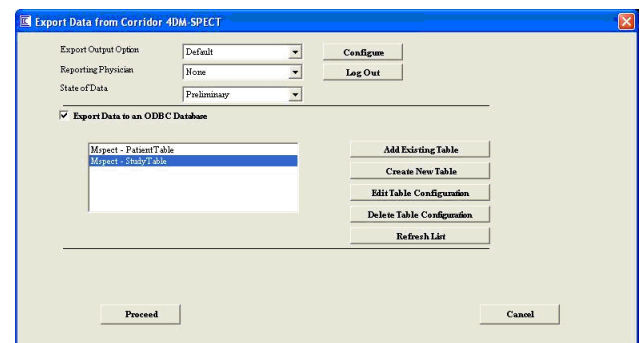 Export Data from Corridor 4DM-SPECT
Export Output Option Default Configure
Reporting Physician None Log Out
State of Data Preliminary
Export Data to an ODBC Database
Mspect - PatientTable Add Existing Table
Mspect - StudyTable
Create New Table
Edit Table Configuration
Delete Table Configuration
Refresh List
Proceed Cancel